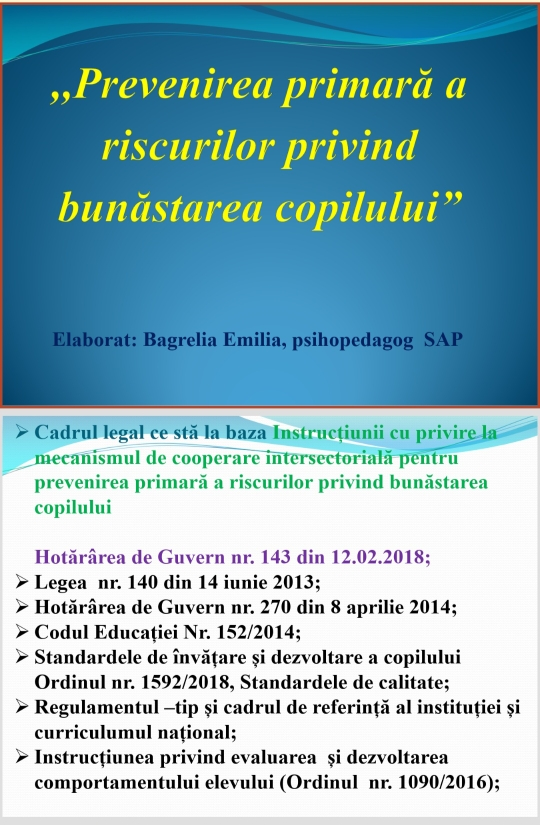 ,,Prevenirea primară a
riscurilor privind
bunăstarea copilului”
Elaborat: Bagrelia Emilia, psihopedagog SAP
➢ Cadrul legal ce stă la baza Instrucțiunii cu privire la
mecanismul de cooperare intersectorială pentru
prevenirea primară a riscurilor privind bunăstarea
copilului
Hotărârea de Guvern nr. 143 din 12.02.2018;
➢ Legea nr. 140 din 14 iunie 2013;
➢ Hotărârea de Guvern nr. 270 din 8 aprilie 2014;
➢ Codul Educației Nr. 152/2014;
➢ Standardele de învățare și dezvoltare a copilului
Ordinul nr. 1592/2018, Standardele de calitate;
➢ Regulamentul –tip și cadrul de referință al instituției și
curriculumul național;
➢ Instrucțiunea privind evaluarea și dezvoltarea
comportamentului elevului (Ordinul nr. 1090/2016);